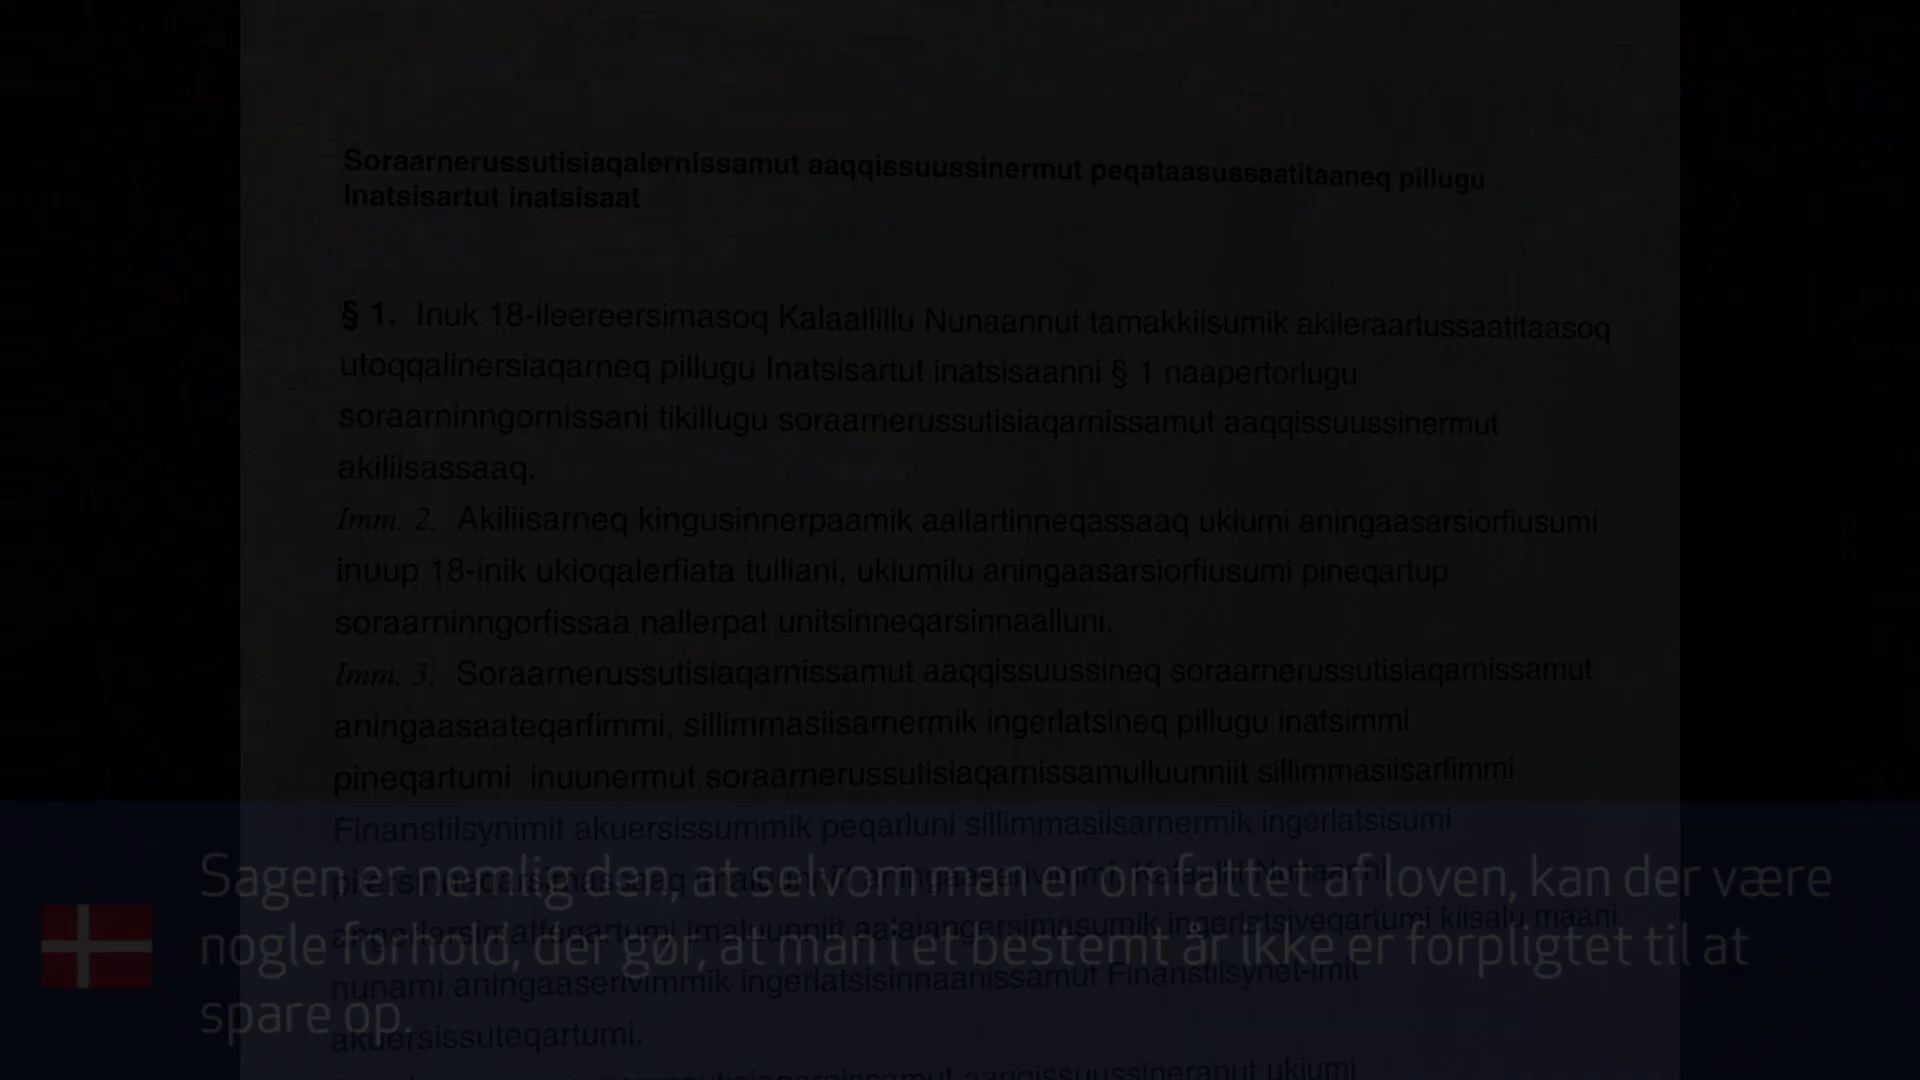 Soraarnerussutisiaqalernissamut aaqqissuussinermut peqataasussaatitaaneq pillugu
Inatsisartut inatsisaat
§ 1. Inuk 18-ileereersimasoq Kalaallillu Nunaannut tamakkiisumik akileraartussaatitaasoq
utoqqalinersiaqarneq pillugu Inatsisartut inatsisaanni § 1 naapertorlugu
soraarninngornissani tikillugu soraarnerussutisiaqarnissamut aaqqissuussinermut
akiliisassaaq.
Imm. 2. Akiliisarneq kingusinnerpaamik aallartinneqassaaq ukiumi aningaasarsiorfiusumi
inuup 18-inik ukioqalerfiata tulliani, ukiumilu aningaasarsiorfiusumi pineqartup
soraarninngorfissaa nallerpat unitsinneqarsinnaalluni.
Imm. 3. Soraarnerussutisiaqarnissamut aaqqissuussineq soraarnerussutisiaqarnissamut
aningaasaateqarfimmi, sillimmasiisarnermik ingerlatsineq pillugu inatsimmi
pineqartumi inuunermut soraarnerussutisiaqarnissamulluunniit sillimmasiisarfimmi
Finanstilsynimit akuersissummik peqarluni sillimmasiisarnermik ingerlatsisumi
nunami aningaaserivimmik ingerlatsisinnaanissamut Finanstilsynet-imit
akuersissuteqartumi.
Sagen er nemlig den, at selvom man er omfattet af loven, kan der være
nogle forhold, der gør, at man i et bestemt år ikke er forpligtet til at
spare op.